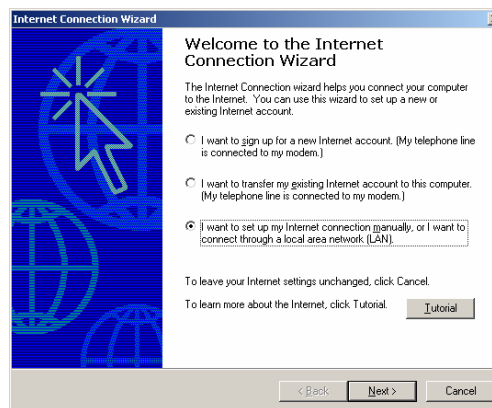 Internet Connection Wizard
Welcome to the Internet
Connection Wizard
The Internet Connection wizard helps you connect your computer
to the Internet. You can use this wizard to set up a new or
existing Internet account.
I want to sign up for a new Internet account. (My telephone line
is connected to my modem.)
I want to transfer my existing Internet account to this computer.
(My telephone line is connected to my modem.)
I want to set up my Internet connection manually, or I want to
connect through a local area network (LAN).
To leave your Internet settings unchanged, click Cancel.
To learn more about the Internet, click Tutorial.
Tutorial
< Back
Next >
Cancel